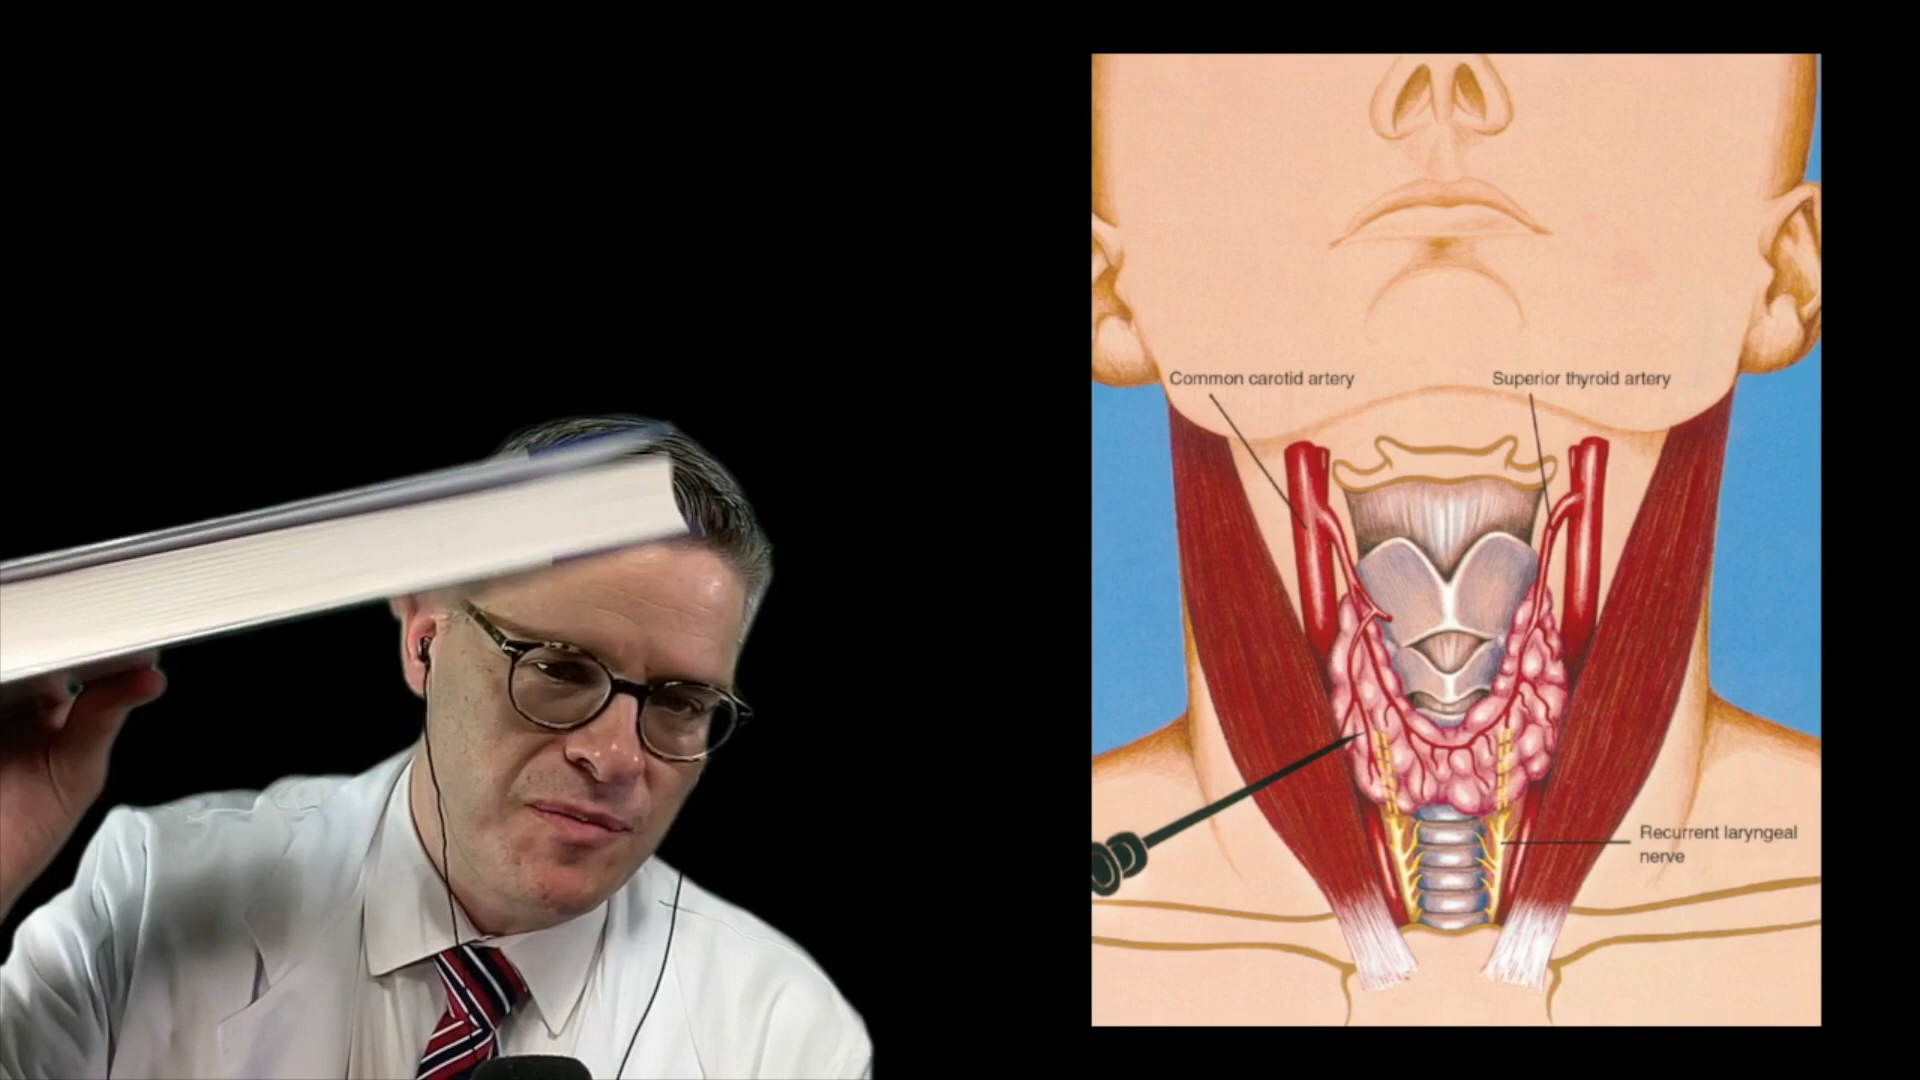 Common carotid artery
Superior thyroid artery
Recurrent laryngeal
nerve